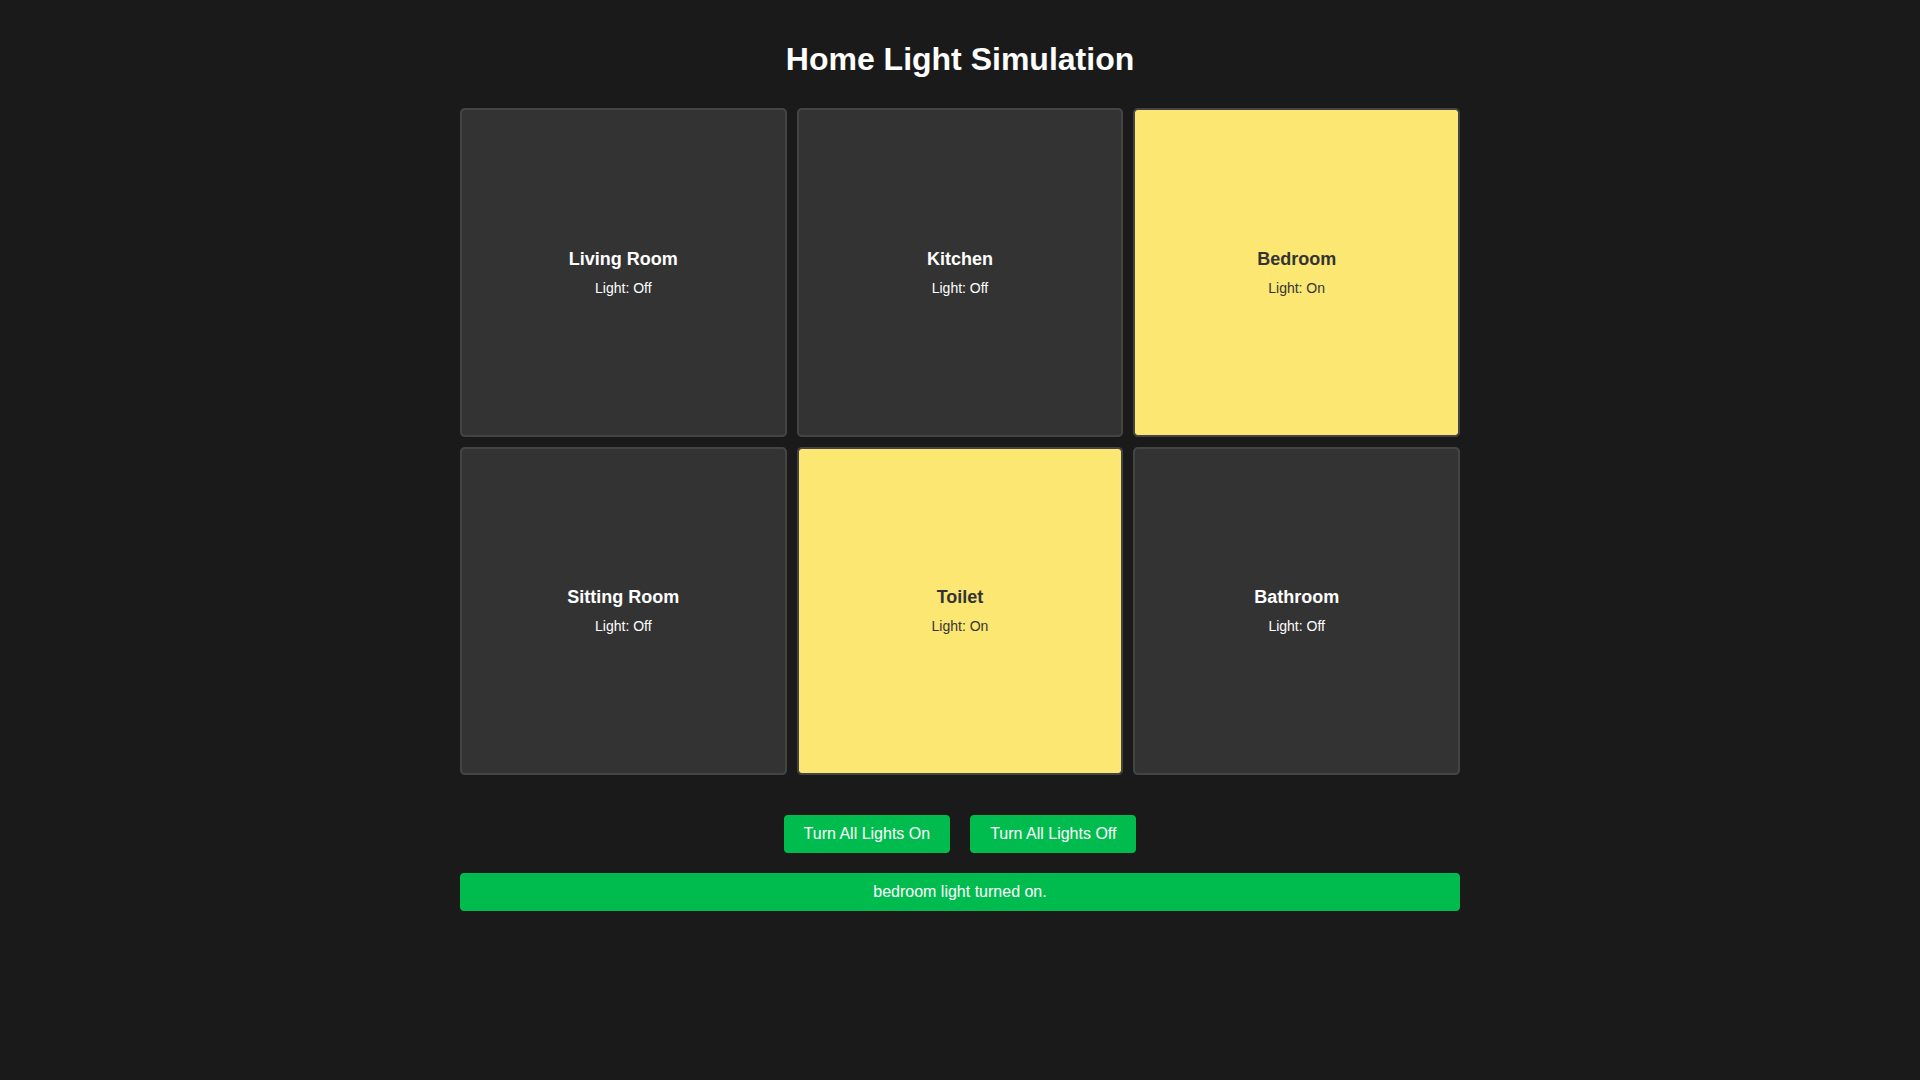 Home Light Simulation
Living Room
Light: Off
Kitchen
Light: Off
Bedroom
Light: On
Sitting Room
Light: Off
Toilet
Light: On
Bathroom
Light: Off
Turn All Lights On
Turn All Lights Off
bedroom light turned on.